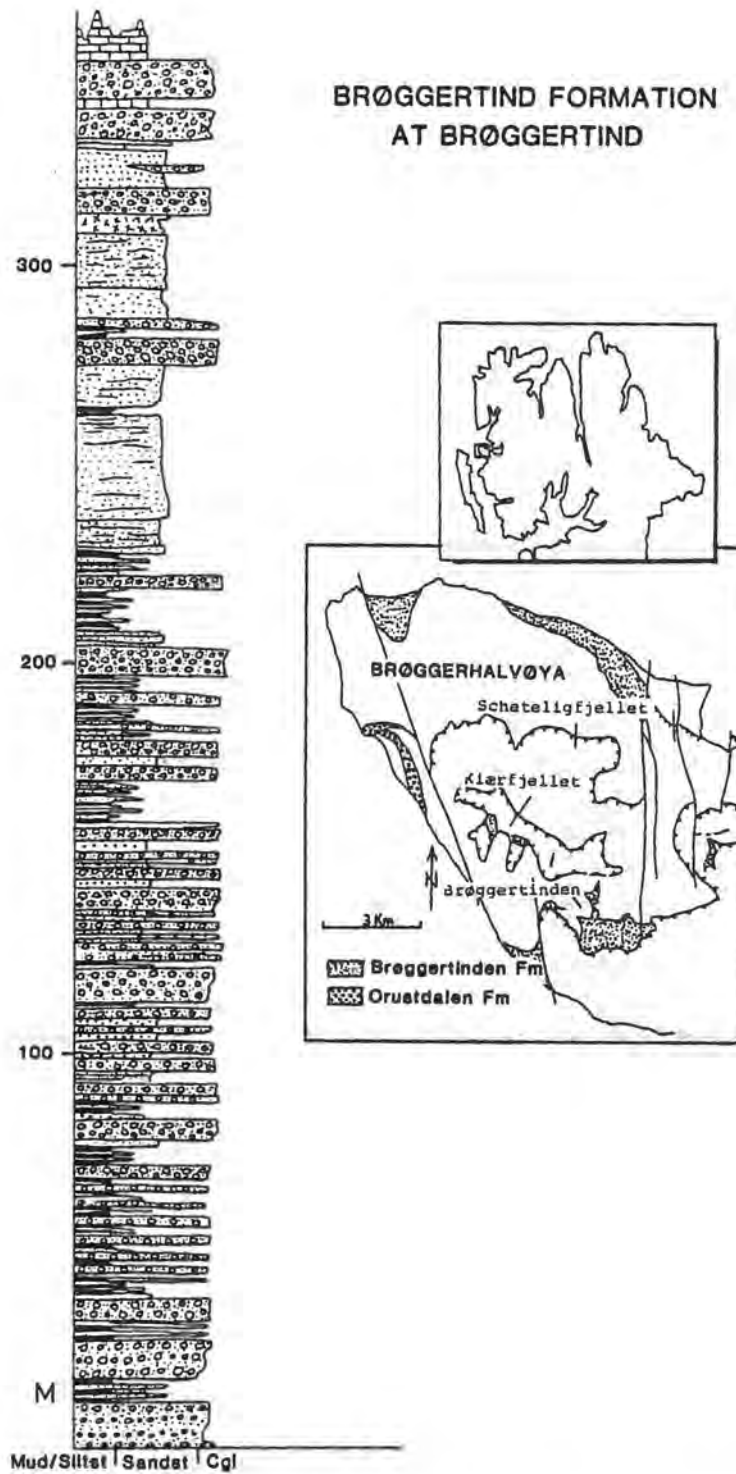 BRØGGERTIND FORMATION
AT BRØGGERTIND
300
200
100
M
Mud/Siltst Sandst Cgl
BRØGGERHALVØYA
Scheteligfjellet
Kiærfjellet
N
Brøggertinden
3 Km
Brøggertinden Fm
Orustdalen Fm